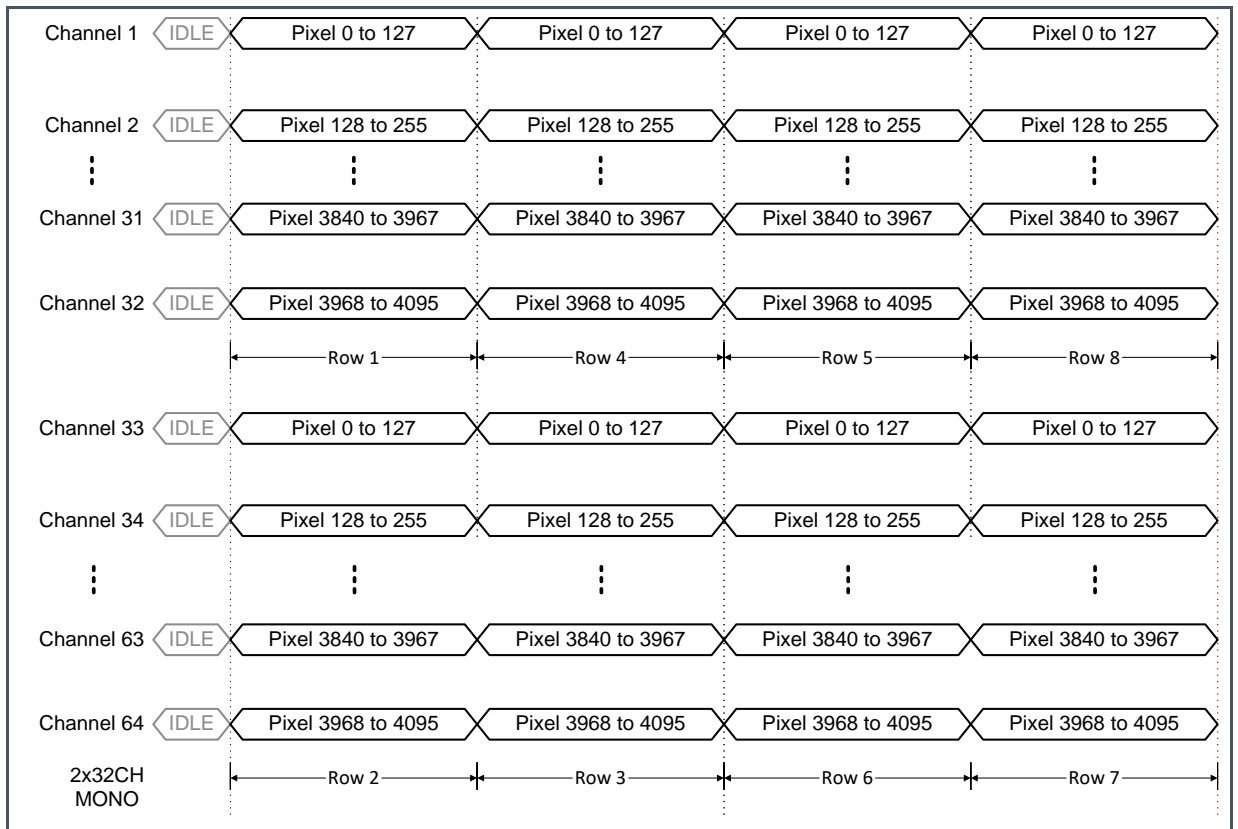 Channel 1 IDLE Pixel 0 to 127 Pixel 0 to 127 Pixel 0 to 127 Pixel 0 to 127
Channel 2 IDLE Pixel 128 to 255 Pixel 128 to 255 Pixel 128 to 255 Pixel 128 to 255
Channel 31 IDLE Pixel 3840 to 3967 Pixel 3840 to 3967 Pixel 3840 to 3967 Pixel 3840 to 3967
Channel 32 IDLE Pixel 3968 to 4095 Pixel 3968 to 4095 Pixel 3968 to 4095 Pixel 3968 to 4095
Row 1 Row 4 Row 5 Row 8
Channel 33 IDLE Pixel 0 to 127 Pixel 0 to 127 Pixel 0 to 127 Pixel 0 to 127
Channel 34 IDLE Pixel 128 to 255 Pixel 128 to 255 Pixel 128 to 255 Pixel 128 to 255
Channel 63 IDLE Pixel 3840 to 3967 Pixel 3840 to 3967 Pixel 3840 to 3967 Pixel 3840 to 3967
Channel 64 IDLE Pixel 3968 to 4095 Pixel 3968 to 4095 Pixel 3968 to 4095 Pixel 3968 to 4095
2x32CH Row 2 Row 3 Row 6 Row 7
MONO